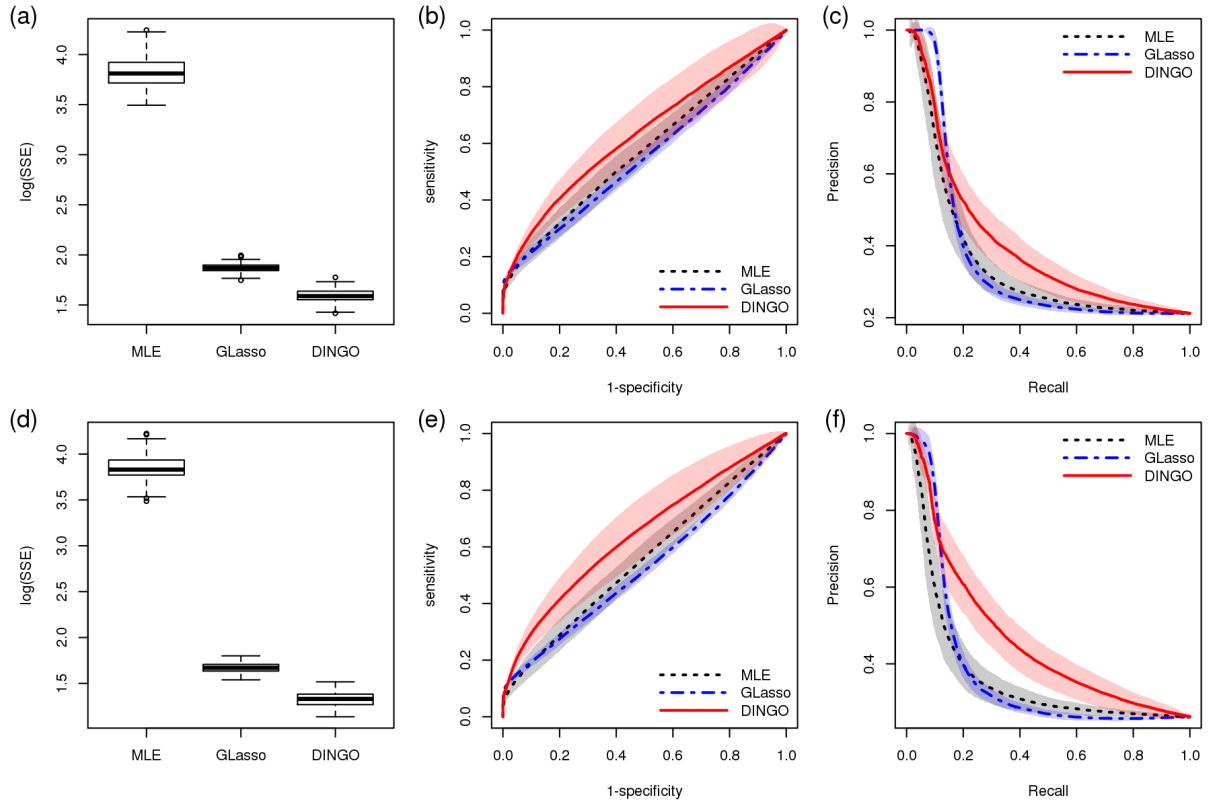 (a)
log(SSE)
4.0
3.5
3.0
2.5
2.0
1.5
MLE GLasso DINGO
(b)
sensitivity
1.0
0.8
0.6
0.4
0.2
0.0
MLE
GLasso
DINGO
0.0 0.2 0.4 0.6 0.8 1.0
1-specificity
(c)
Precision
1.0
0.8
0.6
0.4
0.2
MLE
GLasso
DINGO
0.0 0.2 0.4 0.6 0.8 1.0
Recall
(d)
log(SSE)
4.0
3.5
3.0
2.5
2.0
1.5
MLE GLasso DINGO
(e)
sensitivity
1.0
0.8
0.6
0.4
0.2
0.0
MLE
GLasso
DINGO
0.0 0.2 0.4 0.6 0.8 1.0
1-specificity
(f)
Precision
1.0
0.8
0.6
0.4
MLE
GLasso
DINGO
0.0 0.2 0.4 0.6 0.8 1.0
Recall